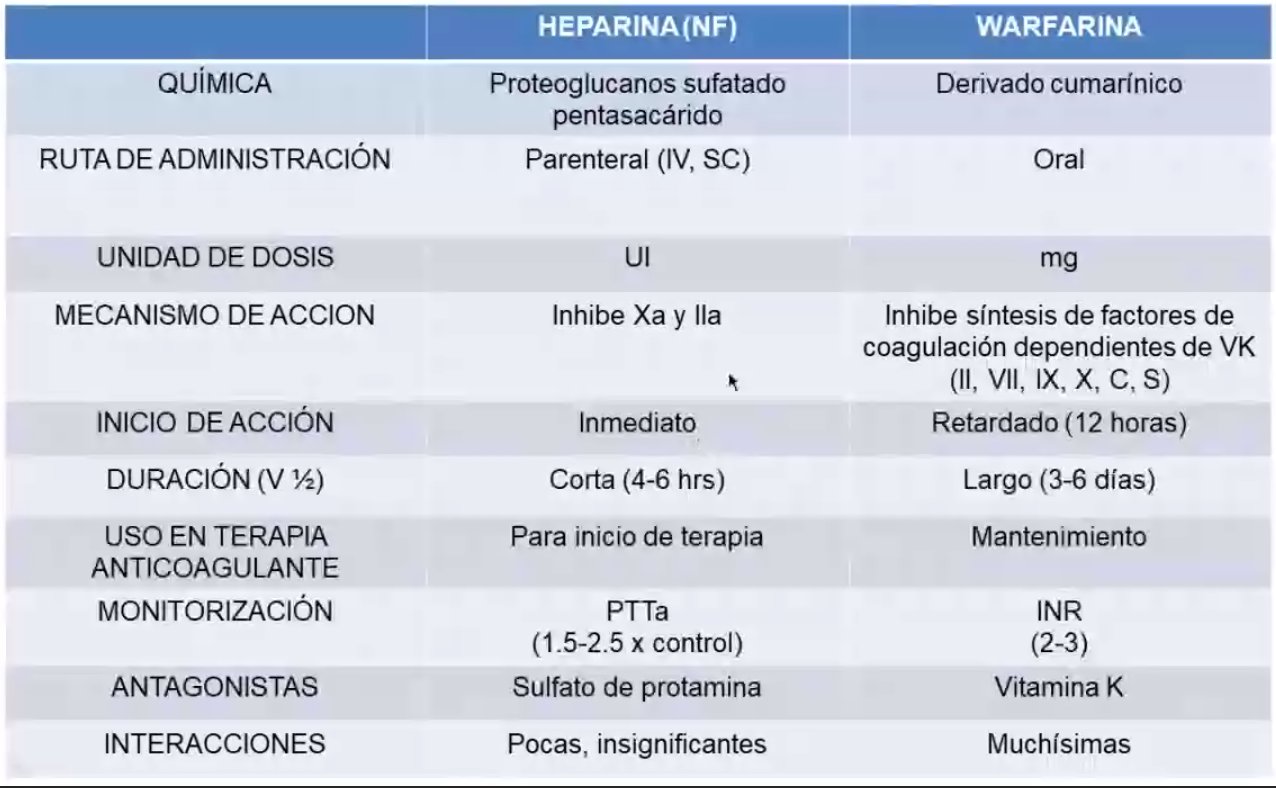 HEPARINA (NF) WARFARINA
QUÍMICA Proteoglucanos sufatado Derivado cumarínico
pentasacárido
RUTA DE ADMINISTRACIÓN Parenteral (IV, SC) Oral
UNIDAD DE DOSIS UI mg
MECANISMO DE ACCION Inhibe Xa y IIa Inhibe síntesis de factores de
coagulación dependientes de VK
(II, VII, IX, X, C, S)
INICIO DE ACCIÓN Inmediato Retardado (12 horas)
DURACIÓN (V ½) Corta (4-6 hrs) Largo (3-6 días)
USO EN TERAPIA Para inicio de terapia Mantenimiento
ANTICOAGULANTE
MONITORIZACIÓN PTTa INR
(1.5-2.5 x control) (2-3)
ANTAGONISTAS Sulfato de protamina Vitamina K
INTERACCIONES Pocas, insignificantes Muchísimas